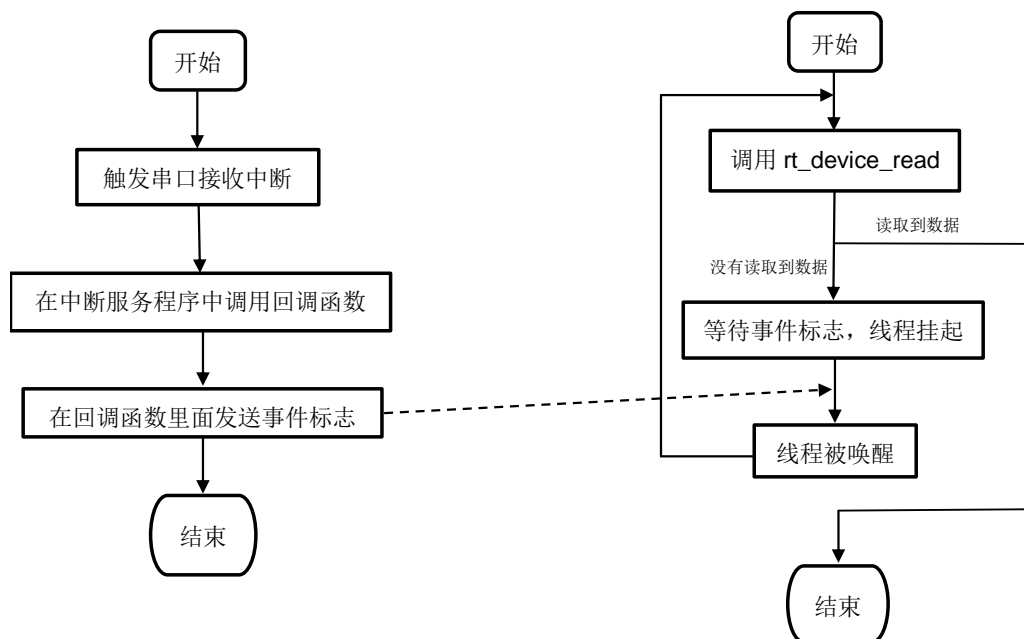 开始
触发串口接收中断
在中断服务程序中调用回调函数
在回调函数里面发送事件标志
结束
开始
调用 rt_device_read
读取到数据
没有读取到数据
等待事件标志，线程挂起
线程被唤醒
结束